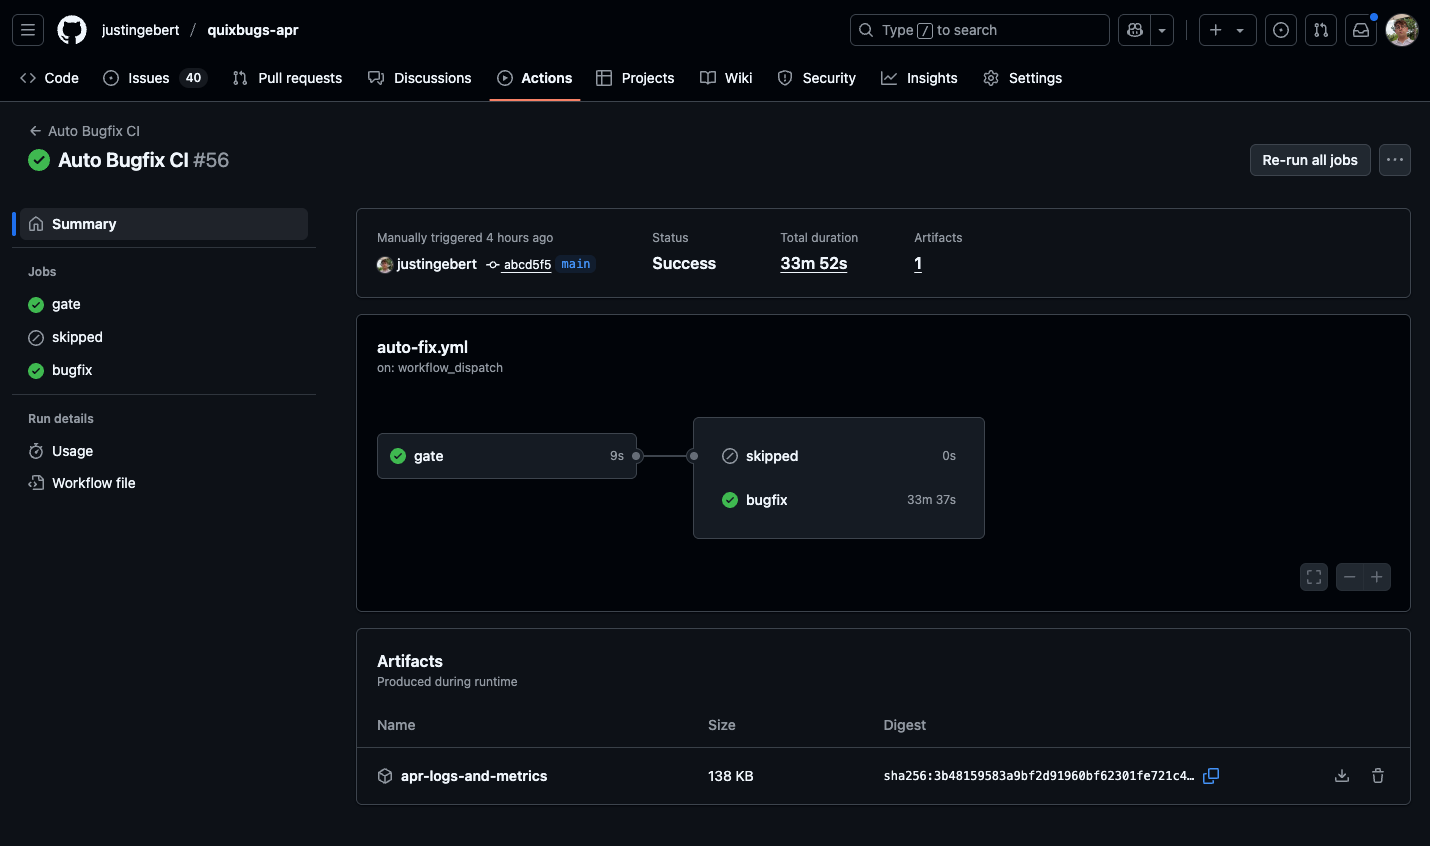 justingebert / quixbugs-apr
Type / to search
Code
Issues 40
Pull requests
Discussions
Actions
Projects
Wiki
Security
Insights
Settings
Auto Bugfix CI
Auto Bugfix CI #56
Re-run all jobs
Summary
Jobs
gate
skipped
bugfix
Run details
Usage
Workflow file
Manually triggered 4 hours ago
justingebert abcd5f5 main
Status
Success
Total duration
33m 52s
Artifacts
1
auto-fix.yml
on: workflow_dispatch
gate 9s
skipped 0s
bugfix 33m 37s
Artifacts
Produced during runtime
Name Size Digest
apr-logs-and-metrics 138 KB sha256:3b48159583a9bf2d91960bf62301fe721c4…